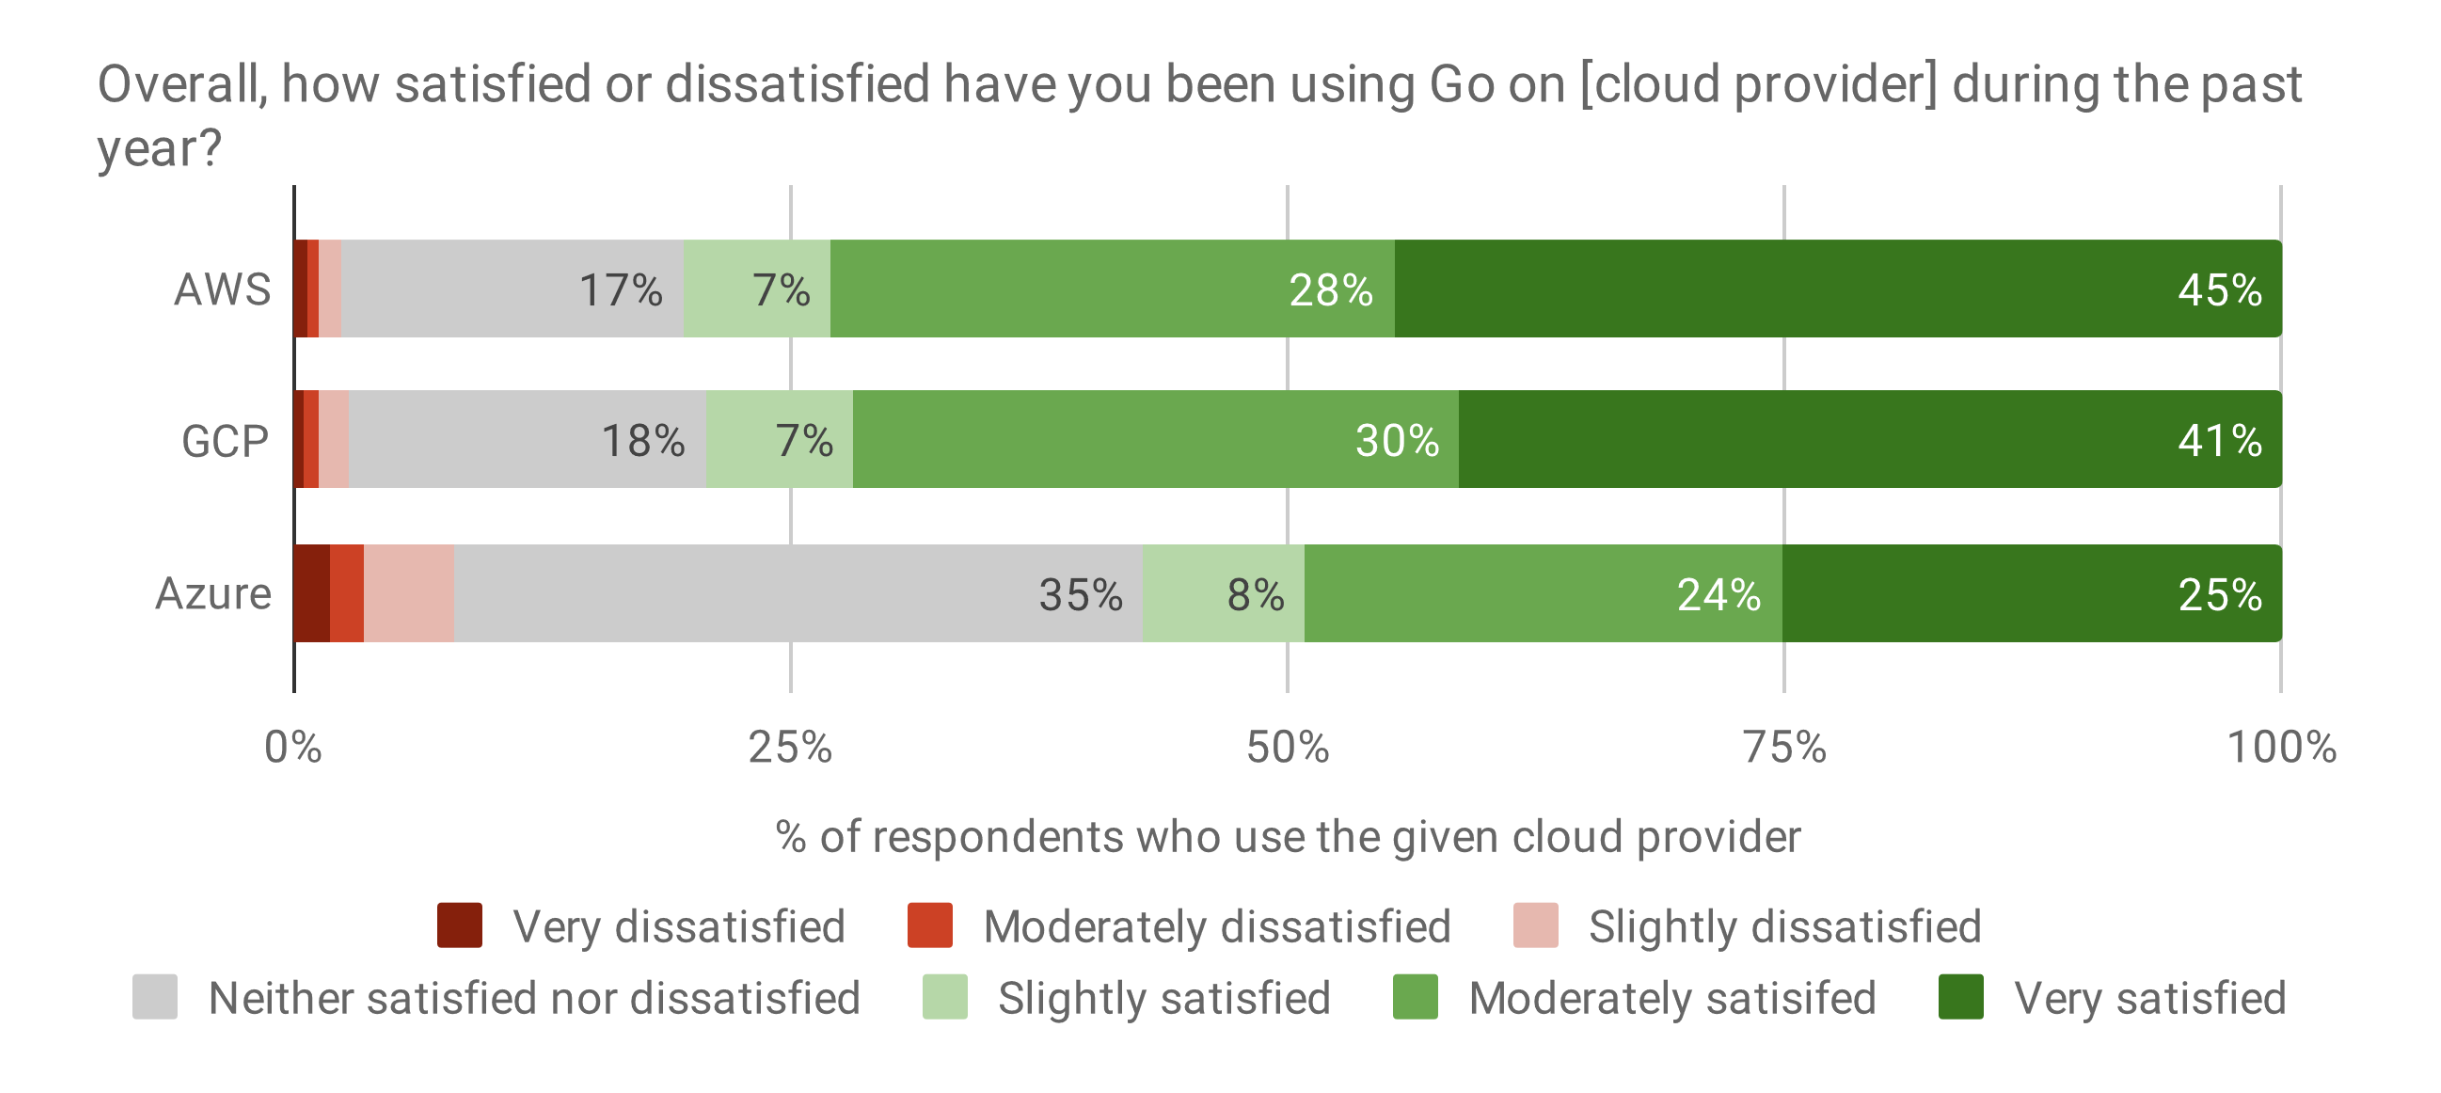 Overall, how satisfied or dissatisfied have you been using Go on [cloud provider] during the past
year?
AWS 17% 7% 28% 45%
GCP 18% 7% 30% 41%
Azure 35% 8% 24% 25%
0% 25% 50% 75% 100%
% of respondents who use the given cloud provider
Very dissatisfied Moderately dissatisfied Slightly dissatisfied
Neither satisfied nor dissatisfied Slightly satisfied Moderately satisifed Very satisfied